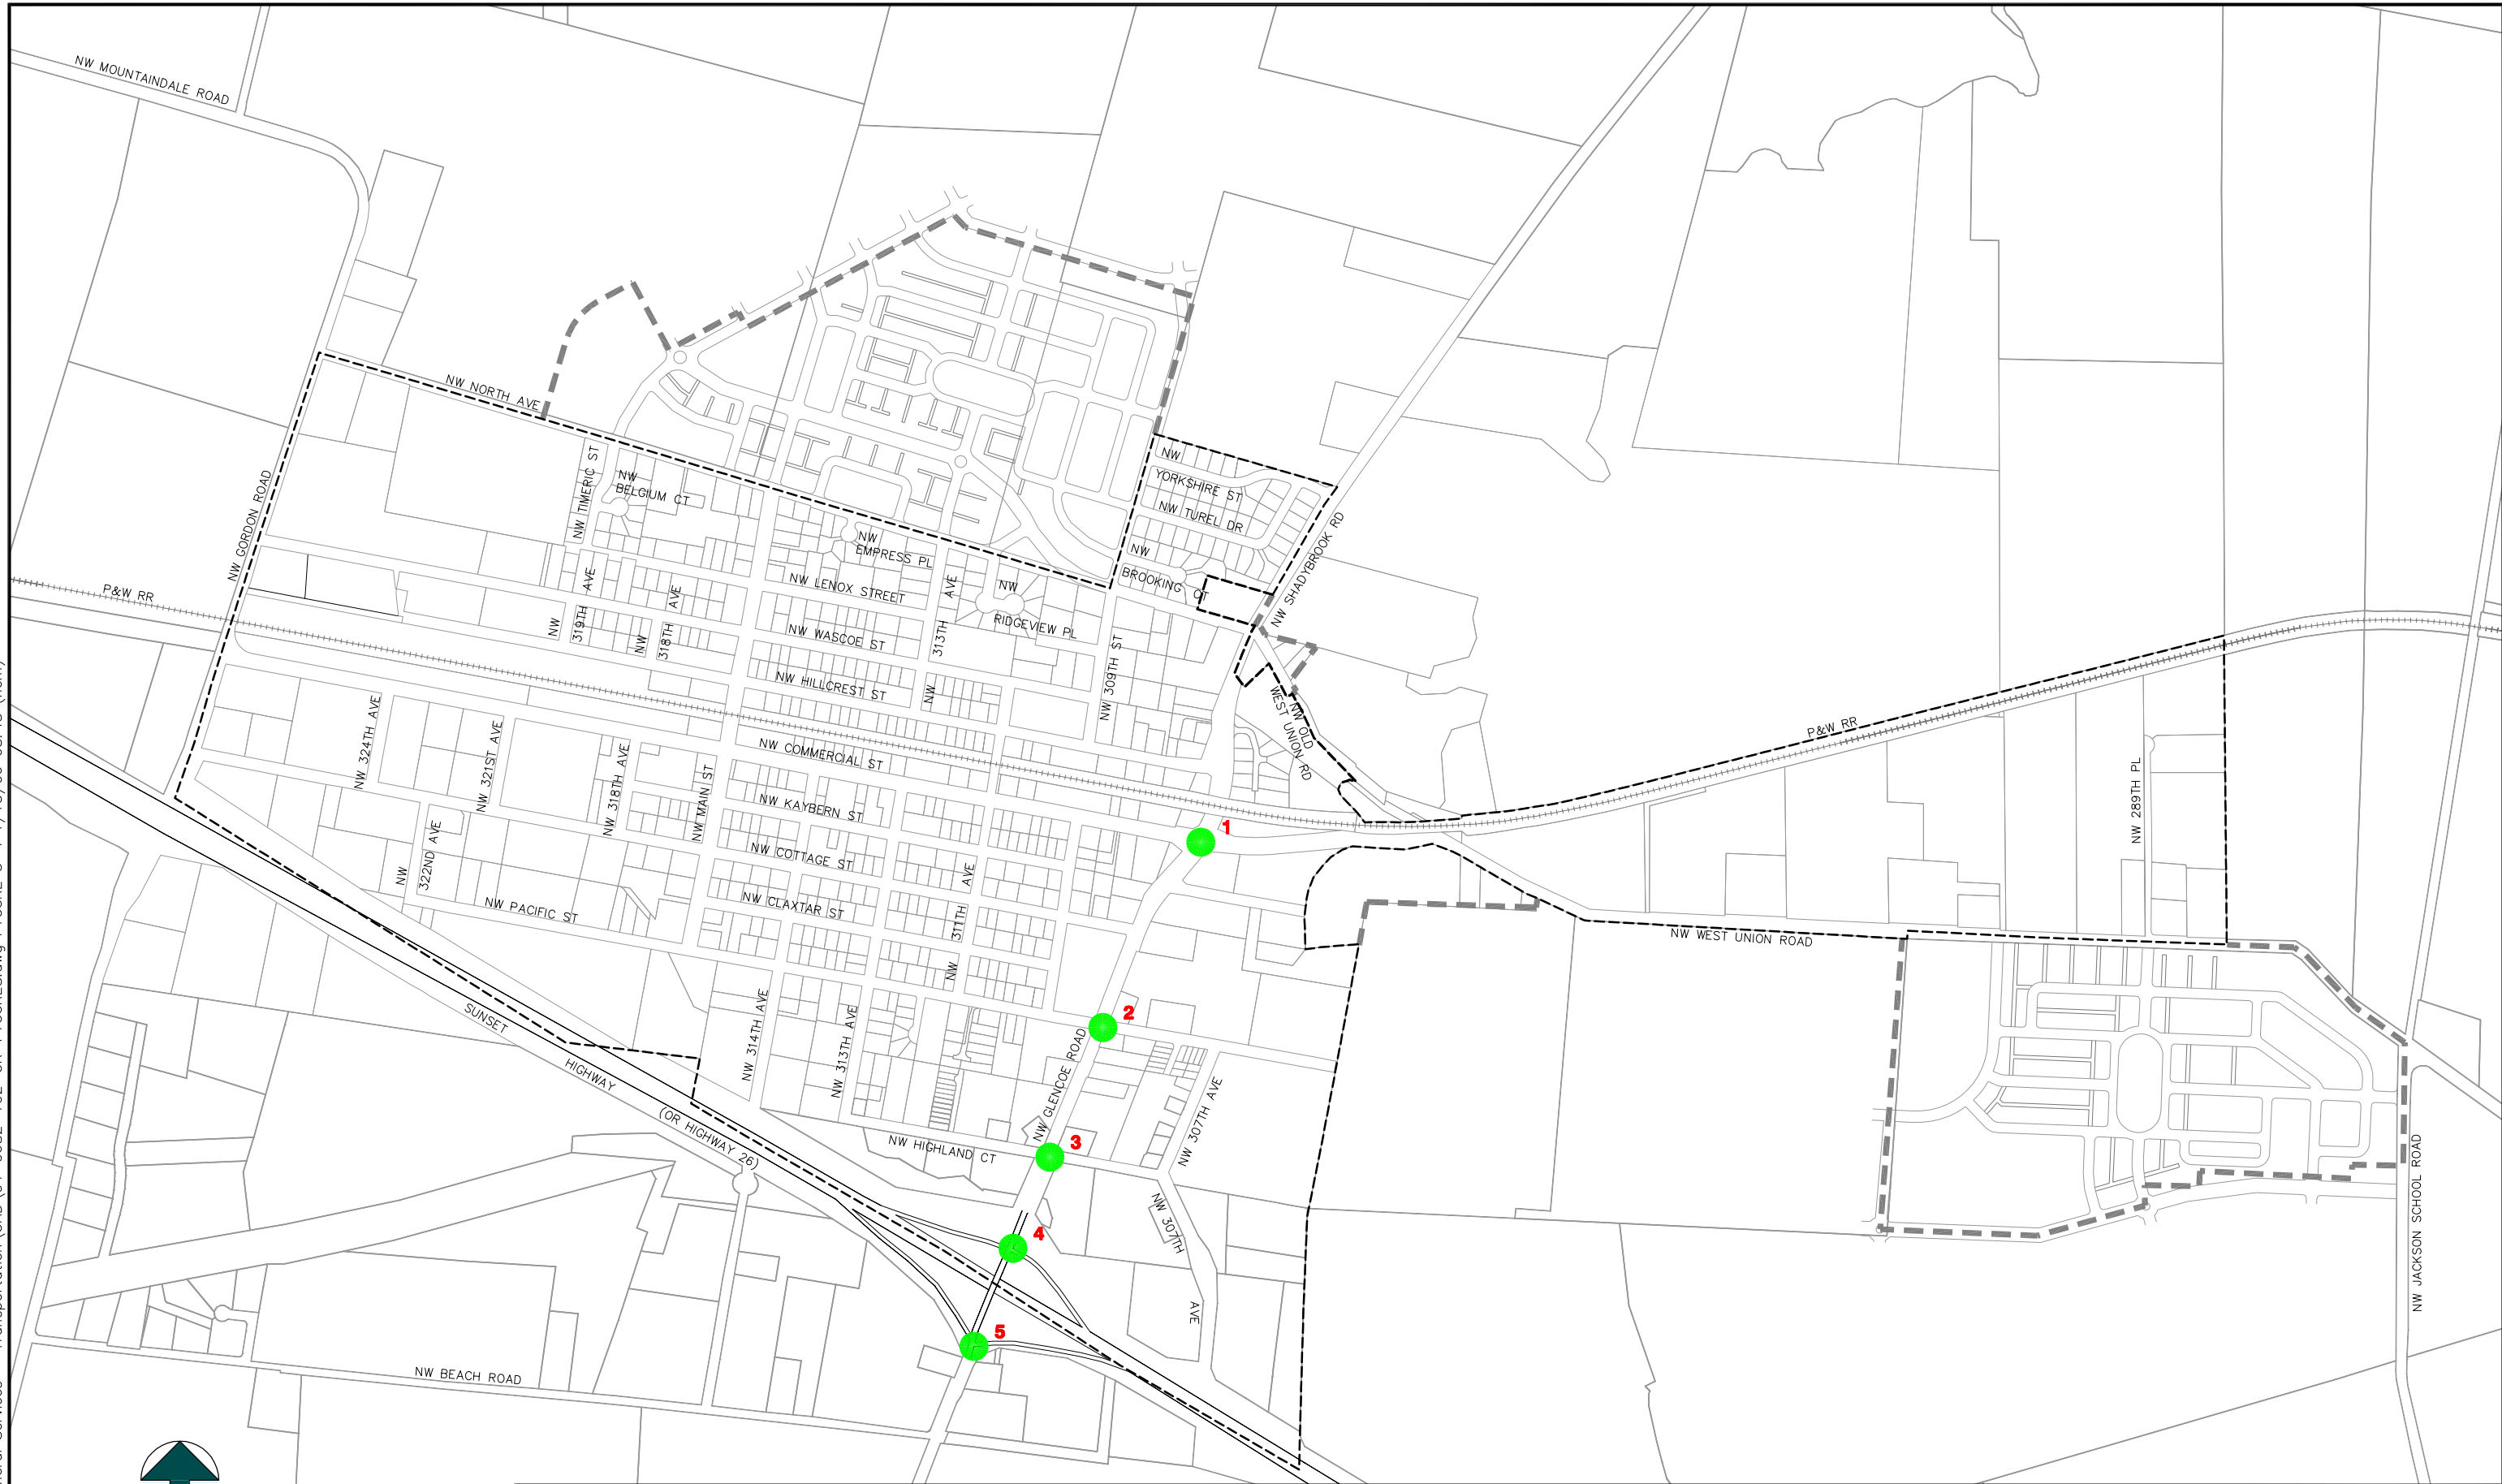 NW MOUNTAINDALE ROAD
NW NORTH AVE
NW GORDON ROAD
NW TIMERIC ST
NW
BELGIUM CT
NW
EMPRESS PL
NW LENOX STREET
NW
YORKSHIRE ST
NW TUREL DR
NW
BROOKING CT
NW SHADYBROOK RD
P&W RR
NW
319TH AVE
NW
318TH AVE
NW WASCOE ST
NW
313TH AVE
NW
RIDGEVIEW PL
NW HILLCREST ST
NW 309TH ST
NW OLD
WEST UNION RD
P&W RR
NW 324TH AVE
NW 321ST AVE
NW 318TH AVE
NW MAIN ST
NW COMMERCIAL ST
NW KAYBERN ST
NW COTTAGE ST
NW CLAXTAR ST
1
NW 289TH PL
NW
322ND AVE
NW PACIFIC ST
NW
311TH
AVE
NW WEST UNION ROAD
SUNSET
HIGHWAY
(OR HIGHWAY 26)
NW 314TH AVE
NW 313TH AVE
NW GLENCOE ROAD
2
NW 307TH AVE
NW HIGHLAND CT
3
NW 307TH
AVE
4
5
NW JACKSON SCHOOL ROAD
NW BEACH ROAD